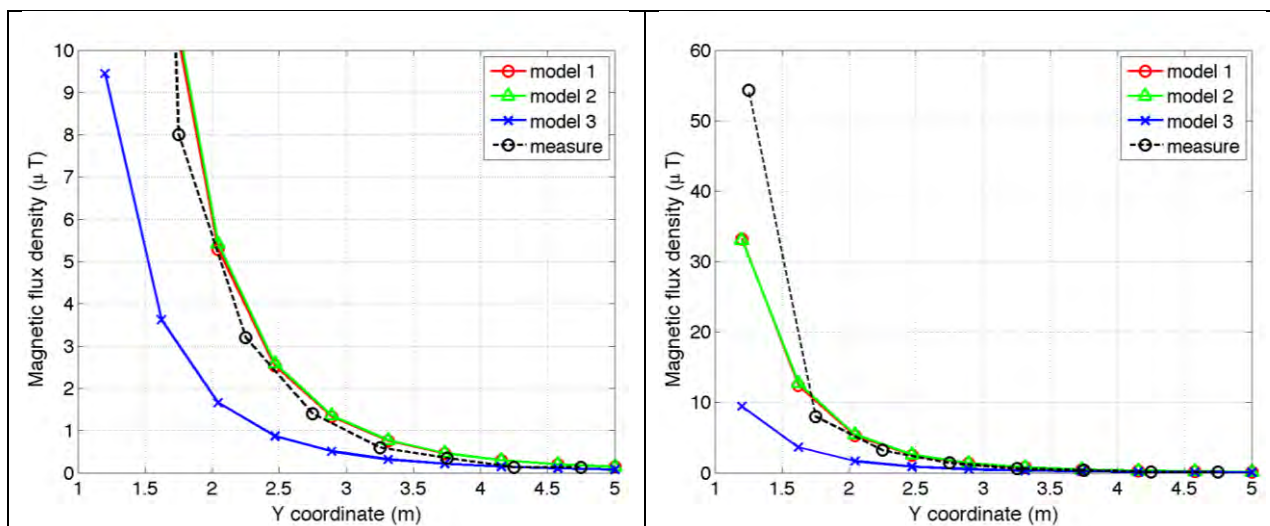 10
9
8
7
6
5
4
3
2
1
0
Magnetic flux density (μ T)
model 1
model 2
model 3
measure
1 1.5 2 2.5 3 3.5 4 4.5 5
Y coordinate (m)
60
50
40
30
20
10
0
Magnetic flux density (μ T)
model 1
model 2
model 3
measure
1 1.5 2 2.5 3 3.5 4 4.5 5
Y coordinate (m)